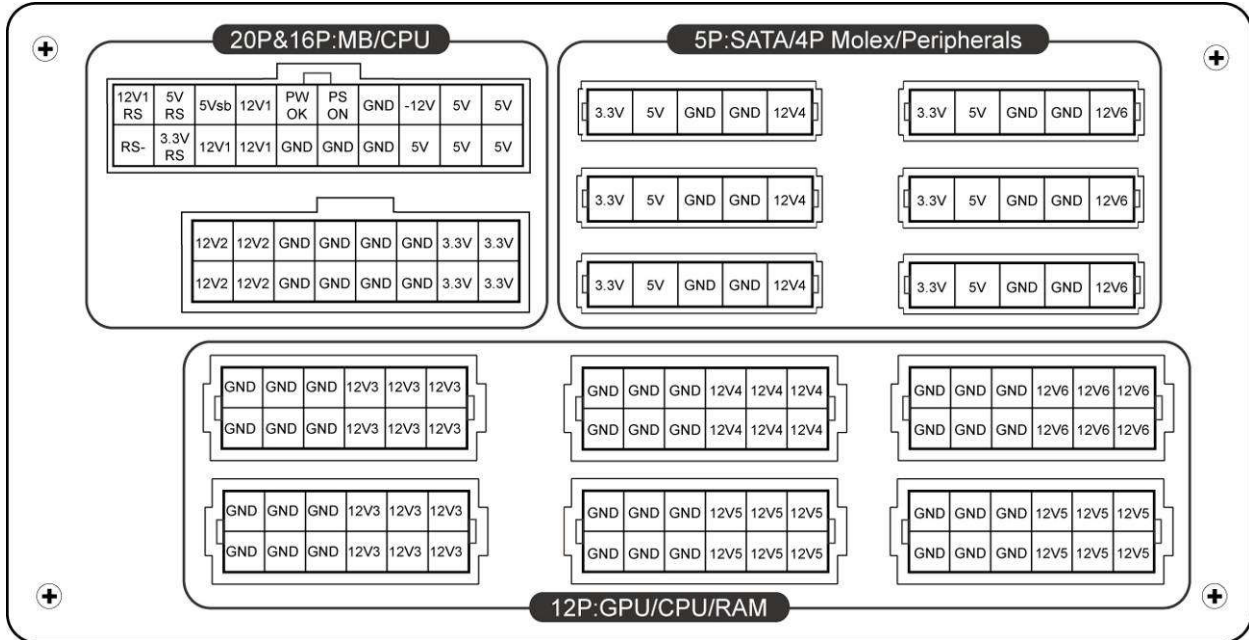 20P&16P:MB/CPU
12V1 RS 5V RS 5Vsb 12V1 PW OK PS ON GND -12V 5V 5V
RS- 3.3V RS 12V1 12V1 GND GND GND 5V 5V 5V
12V2 12V2 GND GND GND GND 3.3V 3.3V
12V2 12V2 GND GND GND GND 3.3V 3.3V
5P:SATA/4P Molex/Peripherals
3.3V 5V GND GND 12V4
3.3V 5V GND GND 12V6
3.3V 5V GND GND 12V4
3.3V 5V GND GND 12V6
3.3V 5V GND GND 12V4
3.3V 5V GND GND 12V6
GND GND GND 12V3 12V3 12V3
GND GND GND 12V3 12V3 12V3
GND GND GND 12V4 12V4 12V4
GND GND GND 12V4 12V4 12V4
GND GND GND 12V6 12V6 12V6
GND GND GND 12V6 12V6 12V6
GND GND GND 12V3 12V3 12V3
GND GND GND 12V3 12V3 12V3
GND GND GND 12V5 12V5 12V5
GND GND GND 12V5 12V5 12V5
GND GND GND 12V5 12V5 12V5
GND GND GND 12V5 12V5 12V5
12P:GPU/CPU/RAM